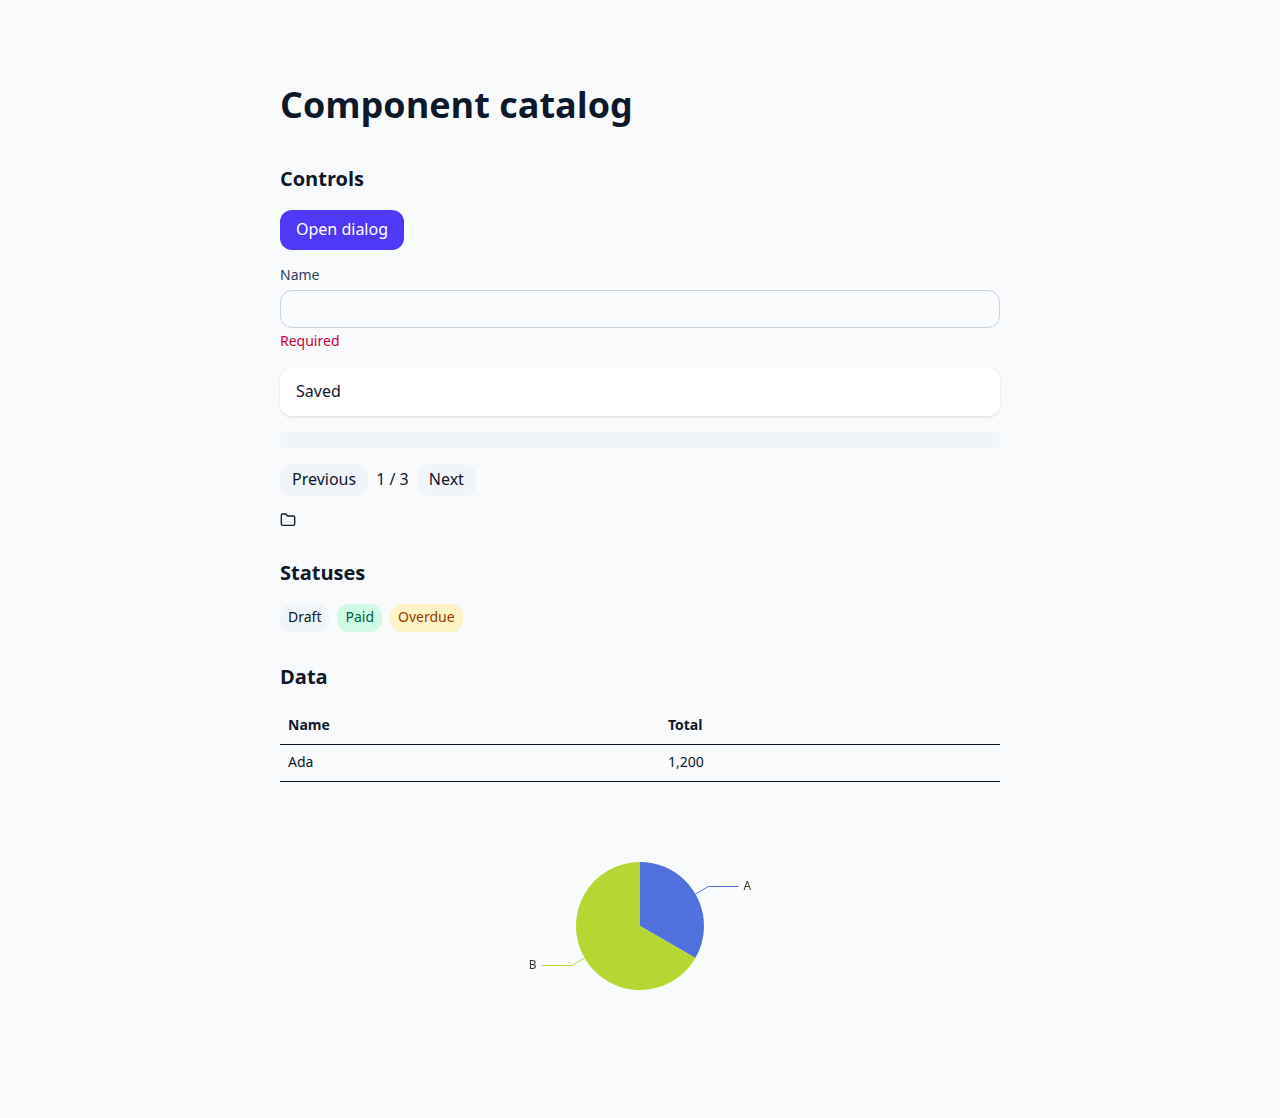 Component catalog
Controls
Open dialog
Name
Required
Saved
Previous 1 / 3 Next
Statuses
Draft Paid Overdue
Data
Name Total
Ada 1,200
A
B